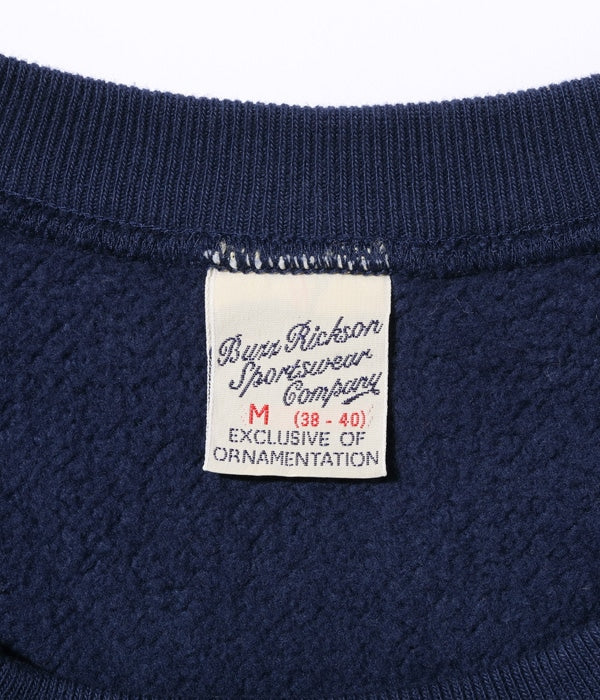 Buzz Rickson
Sportswear
Company
M (38 - 40)
EXCLUSIVE OF
ORNAMENTATION